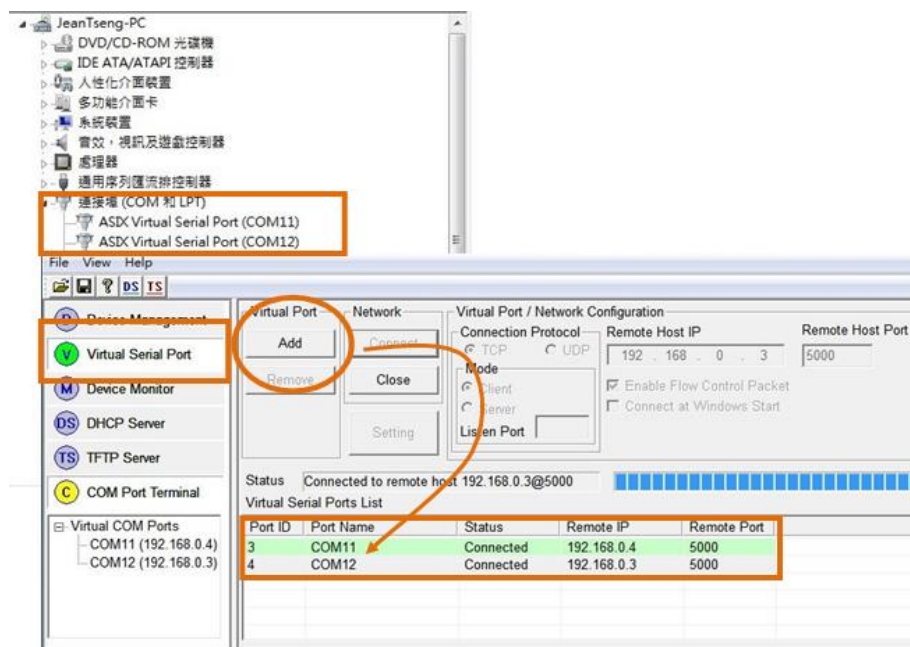 JeanTseng-PC
DVD/CD-ROM 光碟機
IDE ATA/ATAPI 控制器
人性化介面裝置
多功能介面卡
系統裝置
音效，視訊及遊戲控制器
處理器
通用序列匯流排控制器
連接埠 (COM 和 LPT)
ASIX Virtual Serial Port (COM11)
ASIX Virtual Serial Port (COM12)
File View Help
DS TS
D Device Management
V Virtual Serial Port
M Device Monitor
DS DHCP Server
TS TFTP Server
C COM Port Terminal
Virtual COM Ports
COM11 (192.168.0.4)
COM12 (192.168.0.3)
Virtual Port
Add
Remove
Network
Connect
Close
Setting
Virtual Port / Network Configuration
Connection Protocol
TCP UDP
Mode
Client
Server
Listen Port
Remote Host IP
192 . 168 . 0 . 3
Remote Host Port
5000
Enable Flow Control Packet
Connect at Windows Start
Status Connected to remote host 192.168.0.3@5000
Virtual Serial Ports List
Port ID Port Name Status Remote IP Remote Port
3 COM11 Connected 192.168.0.4 5000
4 COM12 Connected 192.168.0.3 5000